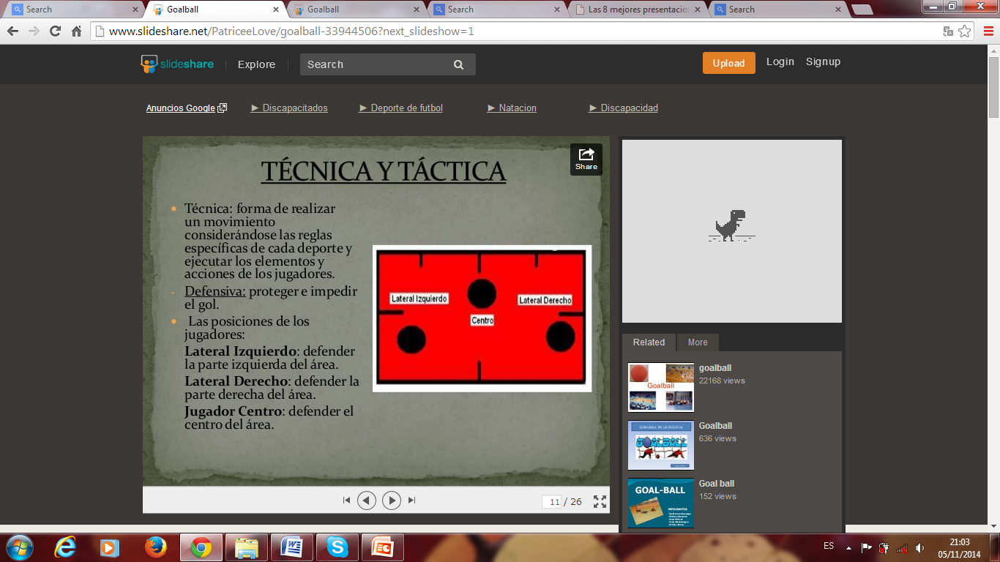 Search
Goalball
Goalball
Search
Las 8 mejores presentacio
Search
www.slideshare.net/PatriceeLove/goalball-33944506?next_slideshow=1
slideshare
Explore
Search
Upload
Login
Signup
Anuncios Google
► Discapacitados
► Deporte de futbol
► Natacion
► Discapacidad
TÉCNICA Y TÁCTICA
Share
Técnica: forma de realizar
un movimiento
considerándose las reglas
específicas de cada deporte y
ejecutar los elementos y
acciones de los jugadores.
- Defensiva: proteger e impedir
el gol.
Las posiciones de los
jugadores:
Lateral Izquierdo: defender
la parte izquierda del área.
Lateral Derecho: defender la
parte derecha del área.
Jugador Centro: defender el
centro del área.
Lateral Izquierdo
Centro
Lateral Derecho
11 / 26
Related
More
Goalball
goalball
22168 views
GOALBALL EN LA ESCUELA
GOALBALL
Goalball
636 views
GOAL-BALL
INTEGRANTES
Goal ball
152 views
ES
21:03
05/11/2014